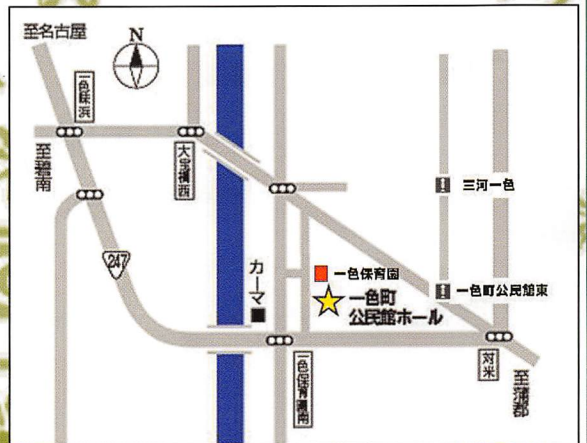 至名古屋
N
一色味浜
至碧南
大宝橋西
三河一色
247
カーマ
一色保育園
一色町
公民館ホール
一色町公民館東
一色保育園南
対米
至蒲郡